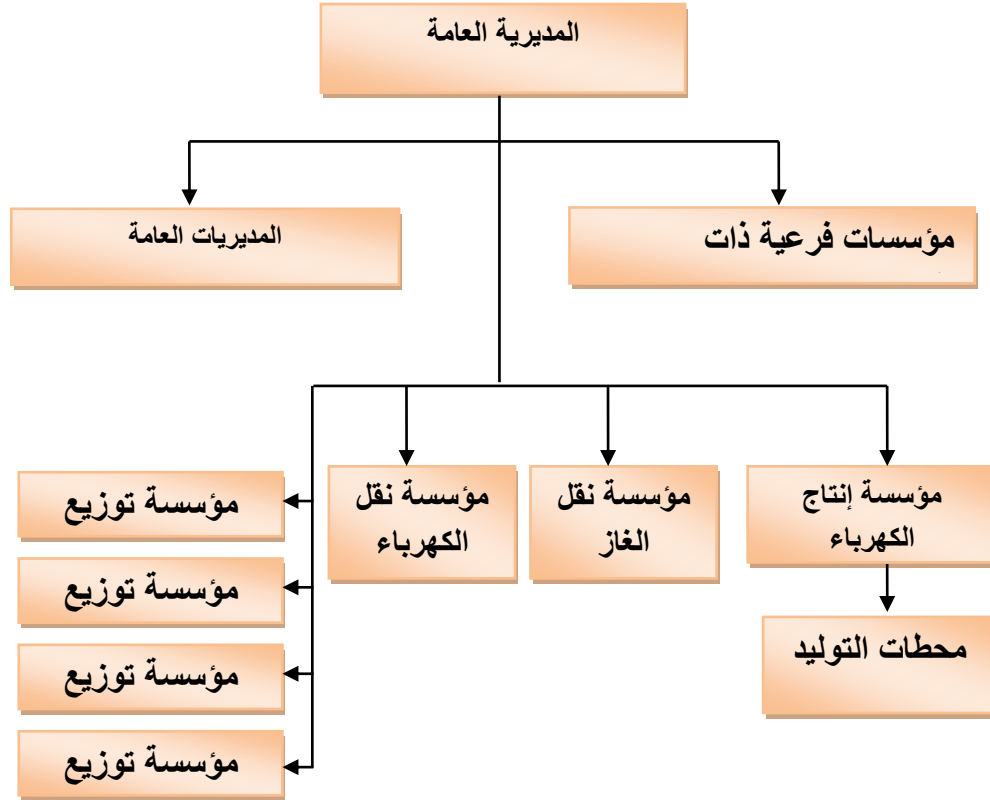 المديرية العامة
مؤسسات فرعية ذات
المديريات العامة
مؤسسة إنتاج
الكهرباء
مؤسسة نقل
الغاز
مؤسسة نقل
الكهرباء
مؤسسة توزيع
مؤسسة توزيع
مؤسسة توزيع
مؤسسة توزيع
محطات التوليد